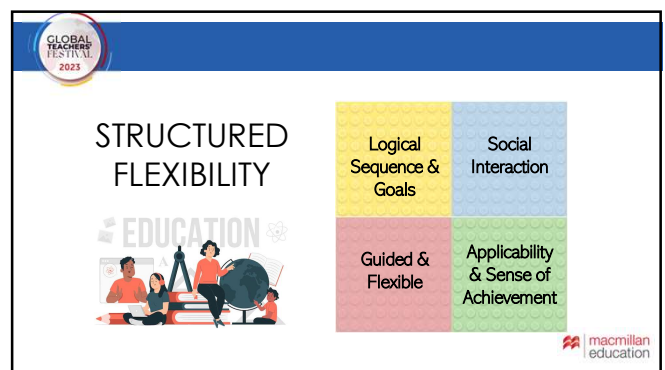 GLOBAL
TEACHERS'
FESTIVAL
2023
STRUCTURED
FLEXIBILITY
EDUCATION
A
Logical
Sequence &
Goals
Social
Interaction
Guided &
Flexible
Applicability
& Sense of
Achievement
macmillan
education